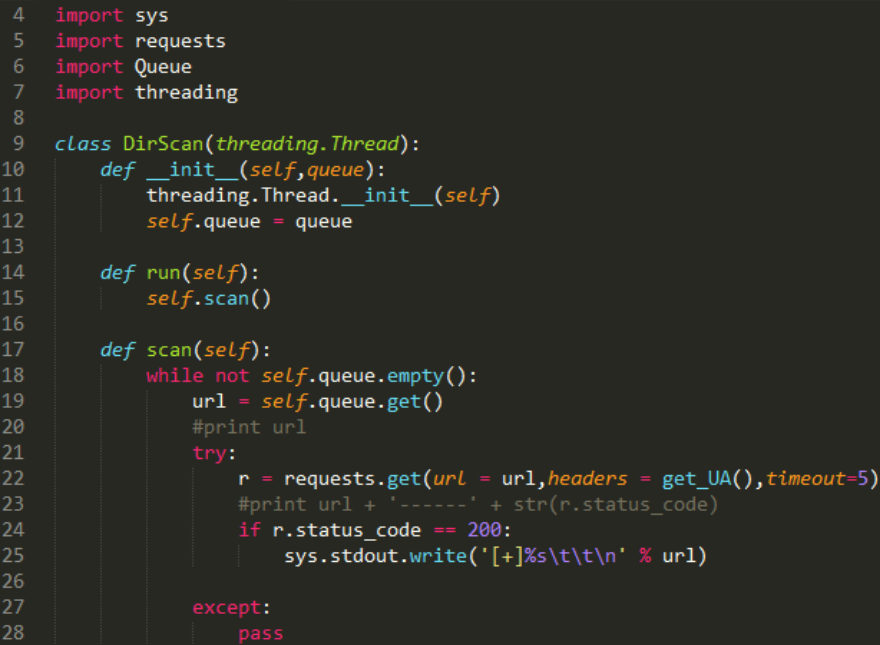 4 import sys
5 import requests
6 import Queue
7 import threading
8
9 class DirScan(threading.Thread):
10     def __init__(self,queue):
11         threading.Thread.__init__(self)
12         self.queue = queue
13
14     def run(self):
15         self.scan()
16
17     def scan(self):
18         while not self.queue.empty():
19             url = self.queue.get()
20             #print url
21             try:
22                 r = requests.get(url = url,headers = get_UA(),timeout=5)
23                 #print url + '------' + str(r.status_code)
24                 if r.status_code == 200:
25                     sys.stdout.write('[+]%s\t\t\n' % url)
26
27             except:
28                 pass